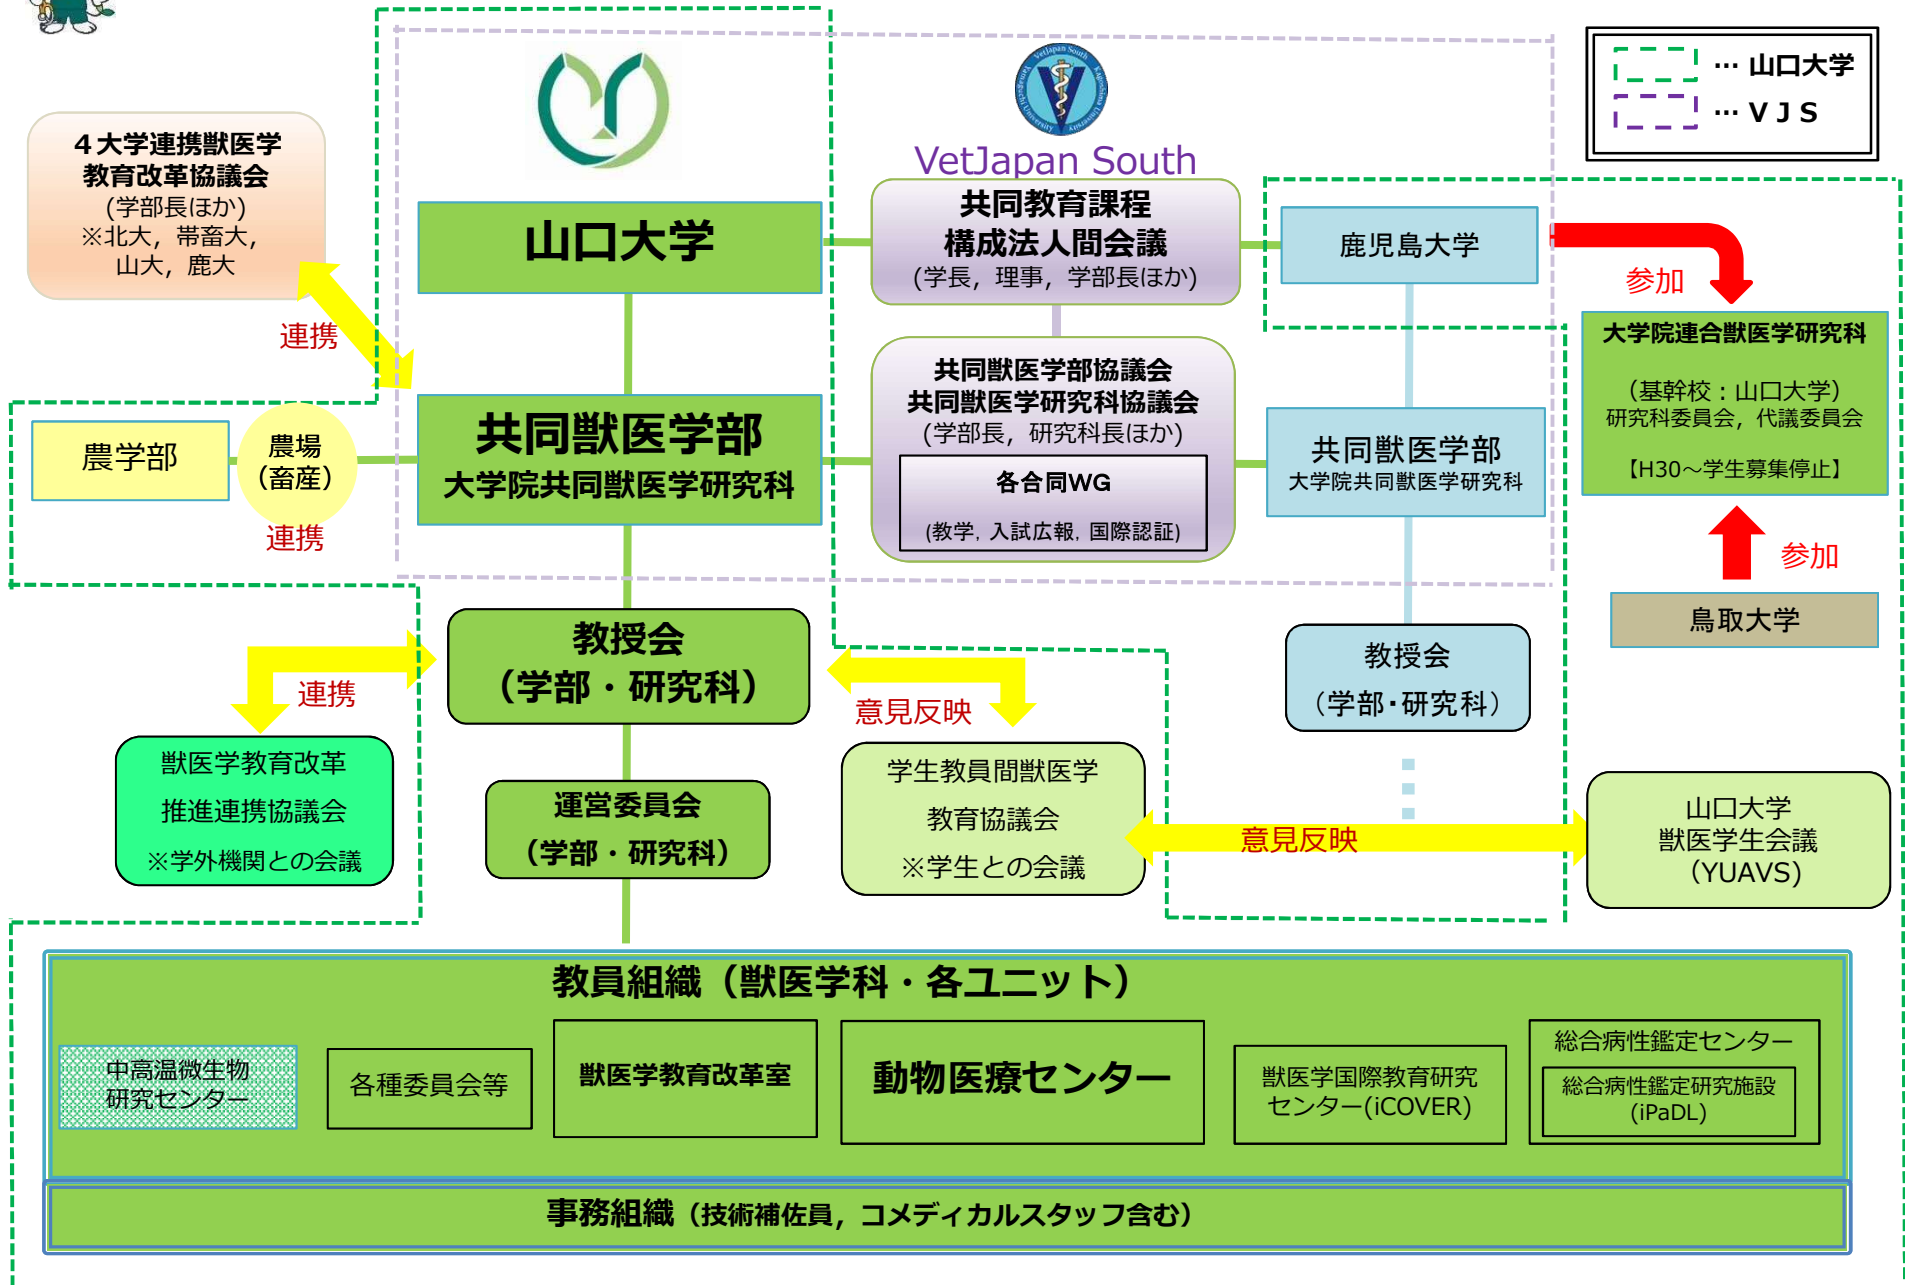 … 山口大学
… ＶＪＳ
VetJapan South
４大学連携獣医学
教育改革協議会
(学部長ほか)
※北大，帯畜大，
山大，鹿大
連携
山口大学
共同教育課程
構成法人間会議
(学長，理事，学部長ほか)
鹿児島大学
参加
大学院連合獣医学研究科
（基幹校：山口大学）
研究科委員会，代議委員会
【H30～学生募集停止】
参加
鳥取大学
農学部
農場
（畜産）
連携
共同獣医学部
大学院共同獣医学研究科
共同獣医学部協議会
共同獣医学研究科協議会
(学部長，研究科長ほか)
各合同WG
(教学，入試広報，国際認証)
共同獣医学部
大学院共同獣医学研究科
教授会
（学部・研究科）
連携
意見反映
教授会
（学部・研究科）
獣医学教育改革
推進連携協議会
※学外機関との会議
運営委員会
（学部・研究科）
学生教員間獣医学
教育協議会
※学生との会議
意見反映
山口大学
獣医学生会議
（YUAVS）
教員組織（獣医学科・各ユニット）
中高温微生物
研究センター
各種委員会等
獣医学教育改革室
動物医療センター
獣医学国際教育研究
センター(iCOVER)
総合病性鑑定センター
総合病性鑑定研究施設
(iPaDL)
事務組織（技術補佐員，コメディカルスタッフ含む）